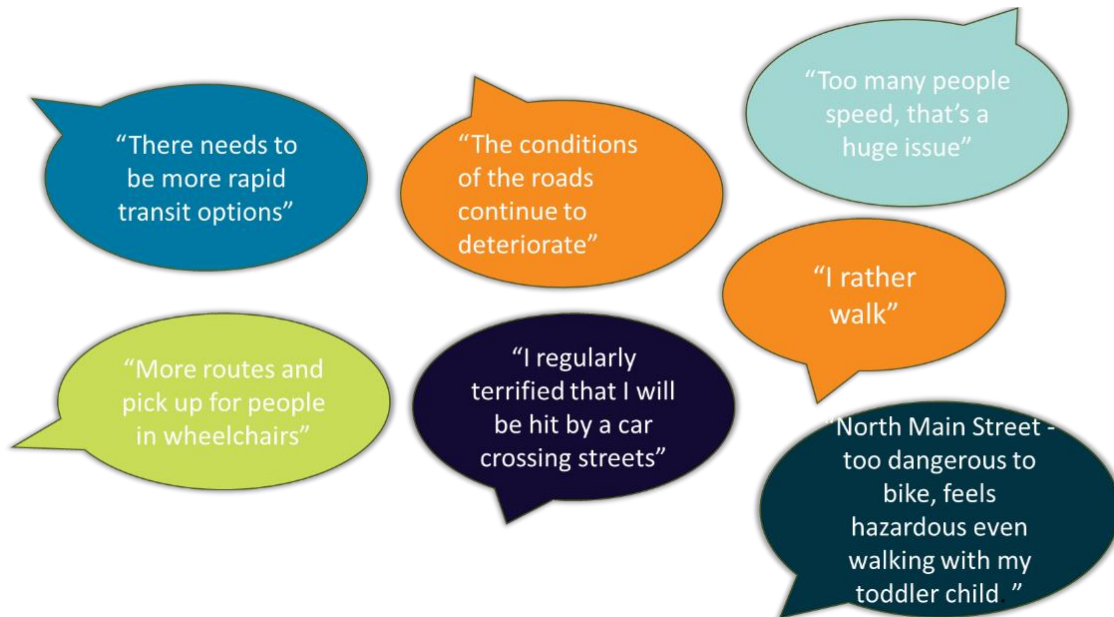 “There needs to
be more rapid
transit options”
“The conditions
of the roads
continue to
deteriorate”
“Too many people
speed, that’s a
huge issue”
“I rather
walk”
“More routes and
pick up for people
in wheelchairs”
“I regularly
terrified that I will
be hit by a car
crossing streets”
“North Main Street -
too dangerous to
bike, feels
hazardous even
walking with my
toddler child. ”